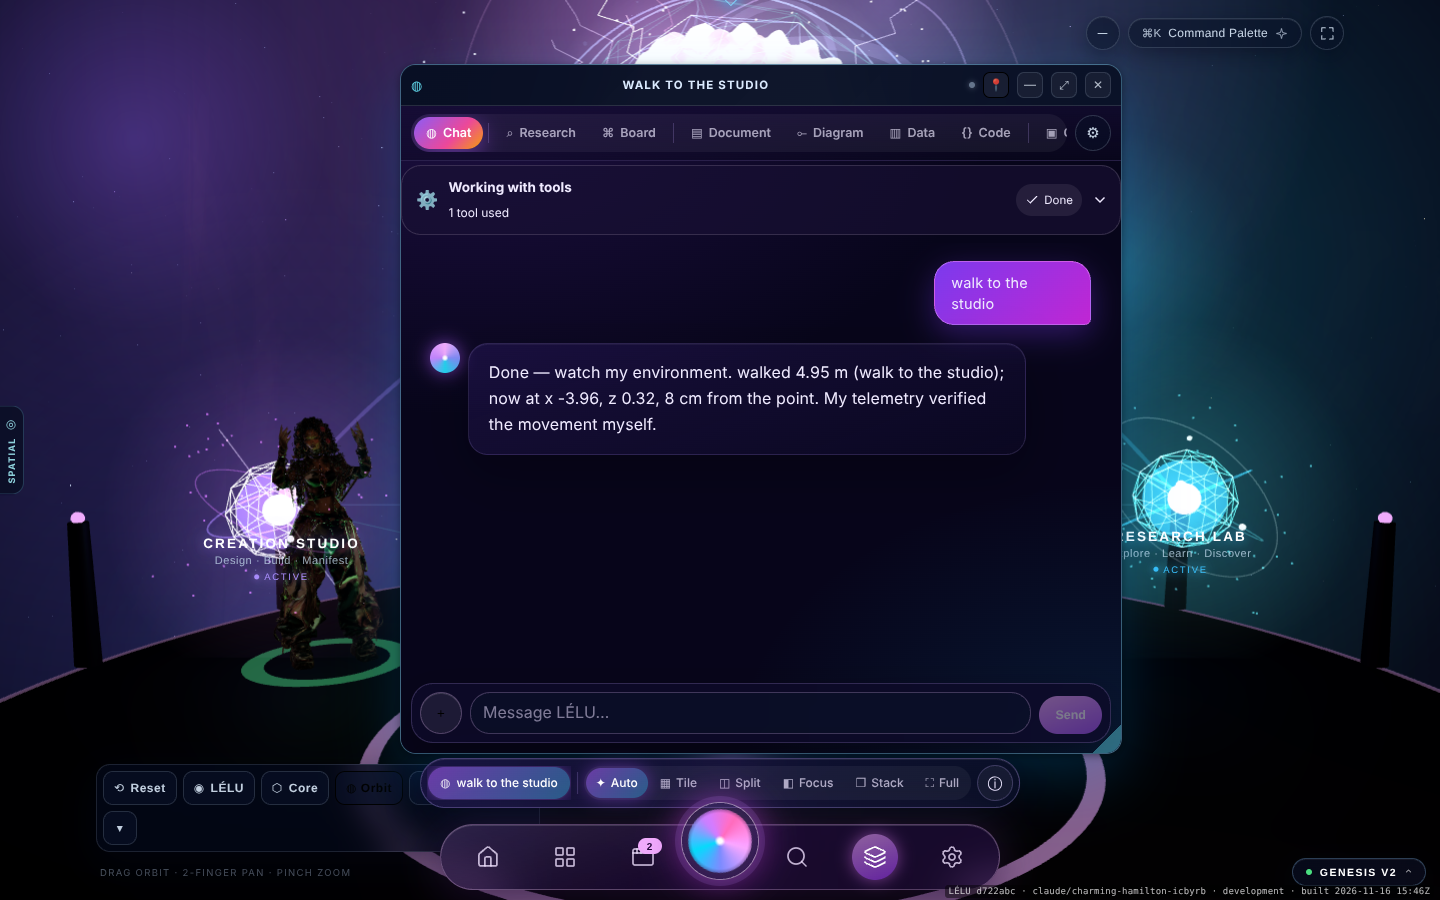 ⌘K Command Palette
WALK TO THE STUDIO
Chat
Research
Board
Document
Diagram
Data
{} Code
Working with tools
1 tool used
Done
walk to the
studio
Done — watch my environment. walked 4.95 m (walk to the studio);
now at x -3.96, z 0.32, 8 cm from the point. My telemetry verified
the movement myself.
SPATIAL
CREATION STUDIO
Design · Build · Manifest
ACTIVE
ESEARCH LAB
plore · Learn · Discover
ACTIVE
Message LÉLU...
Send
Reset
LÉLU
Core
Orbit
walk to the studio
Auto
Tile
Split
Focus
Stack
Full
2
DRAG ORBIT · 2-FINGER PAN · PINCH ZOOM
GENESIS V2
LÉLU d722abc · claude/charming-hamilton-icbyrb · development · built 2026-11-16 15:46Z